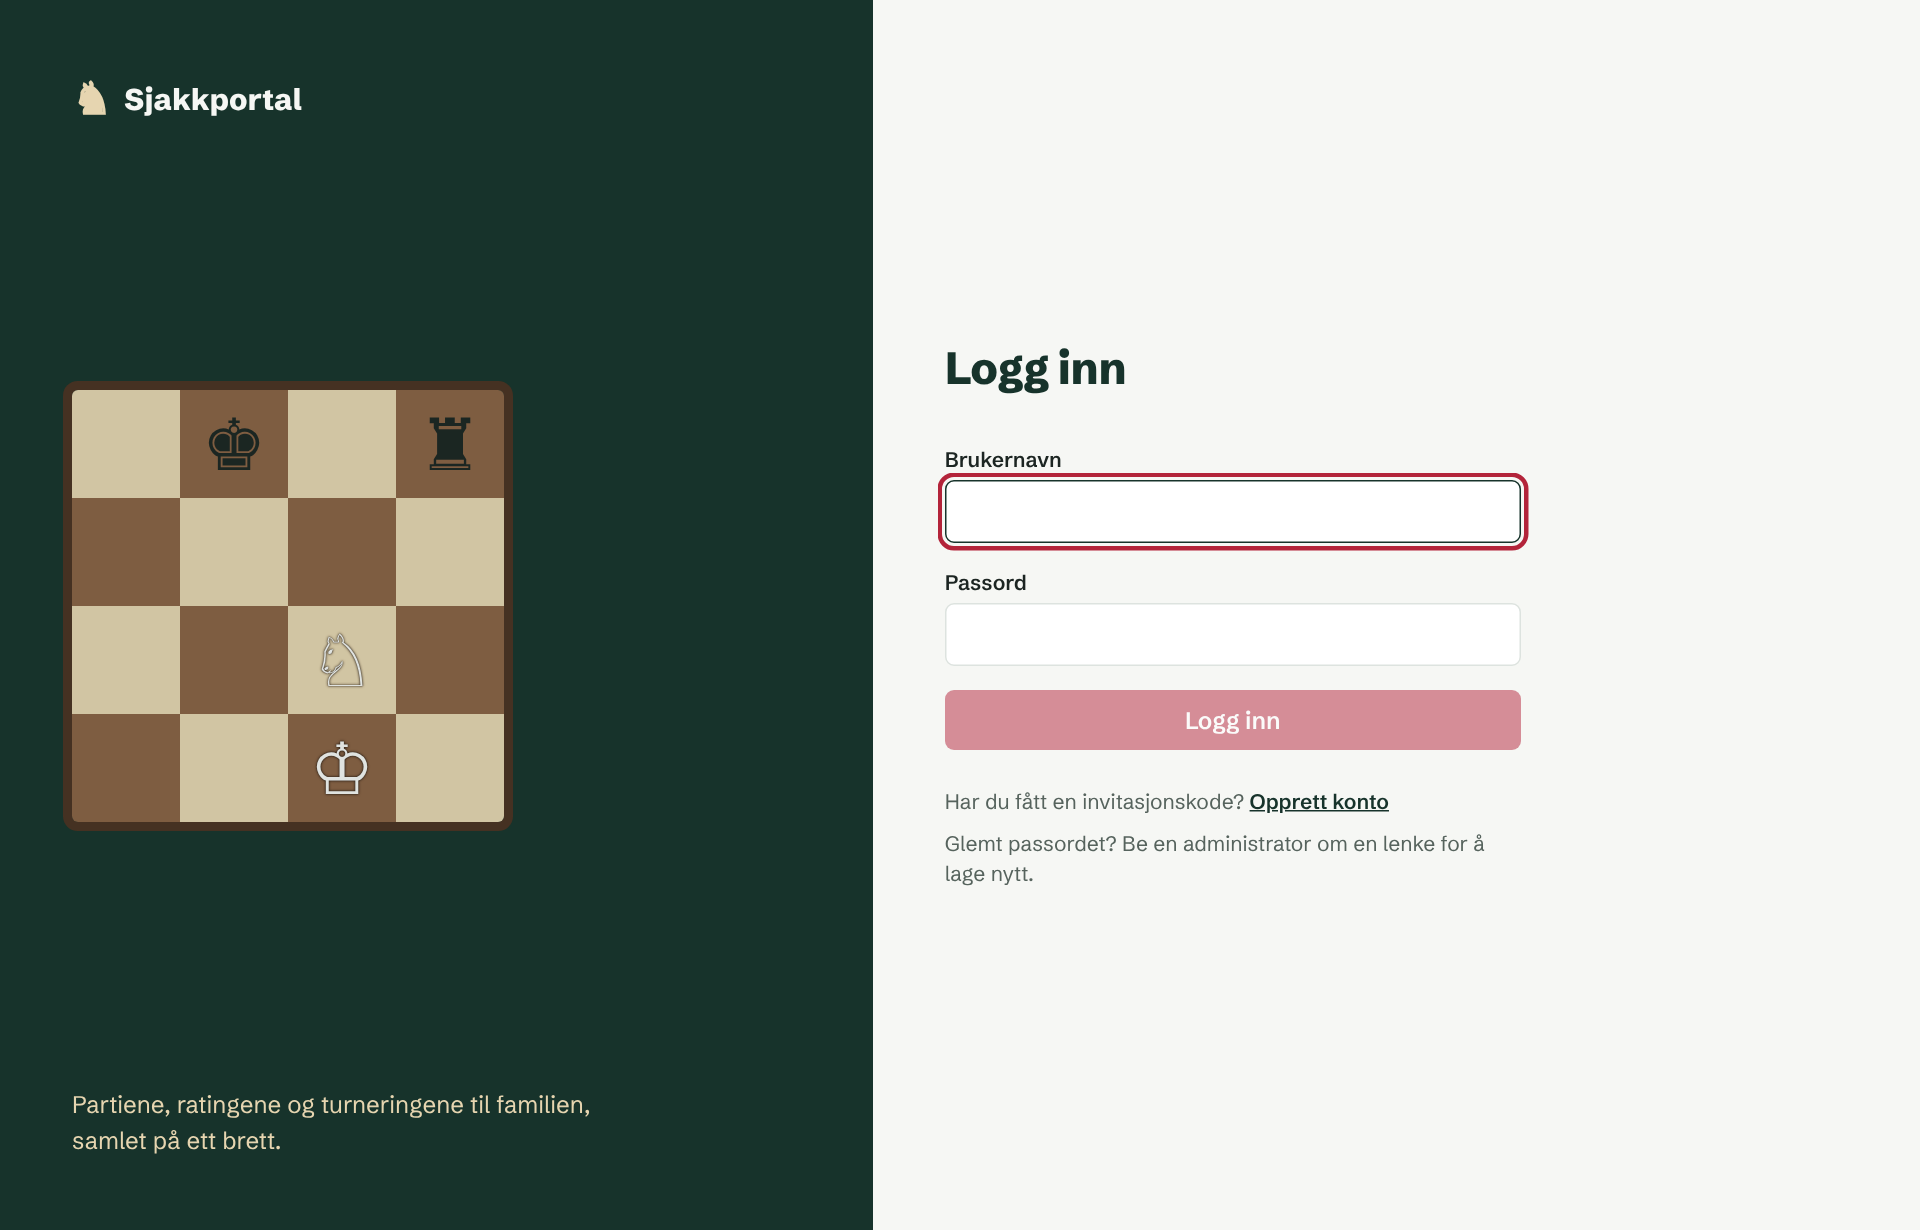 Sjakkportal
Partiene, ratingene og turneringene til familien,
samlet på ett brett.
Logg inn
Brukernavn
Passord
Logg inn
Har du fått en invitasjonskode? Opprett konto
Glemt passordet? Be en administrator om en lenke for å
lage nytt.